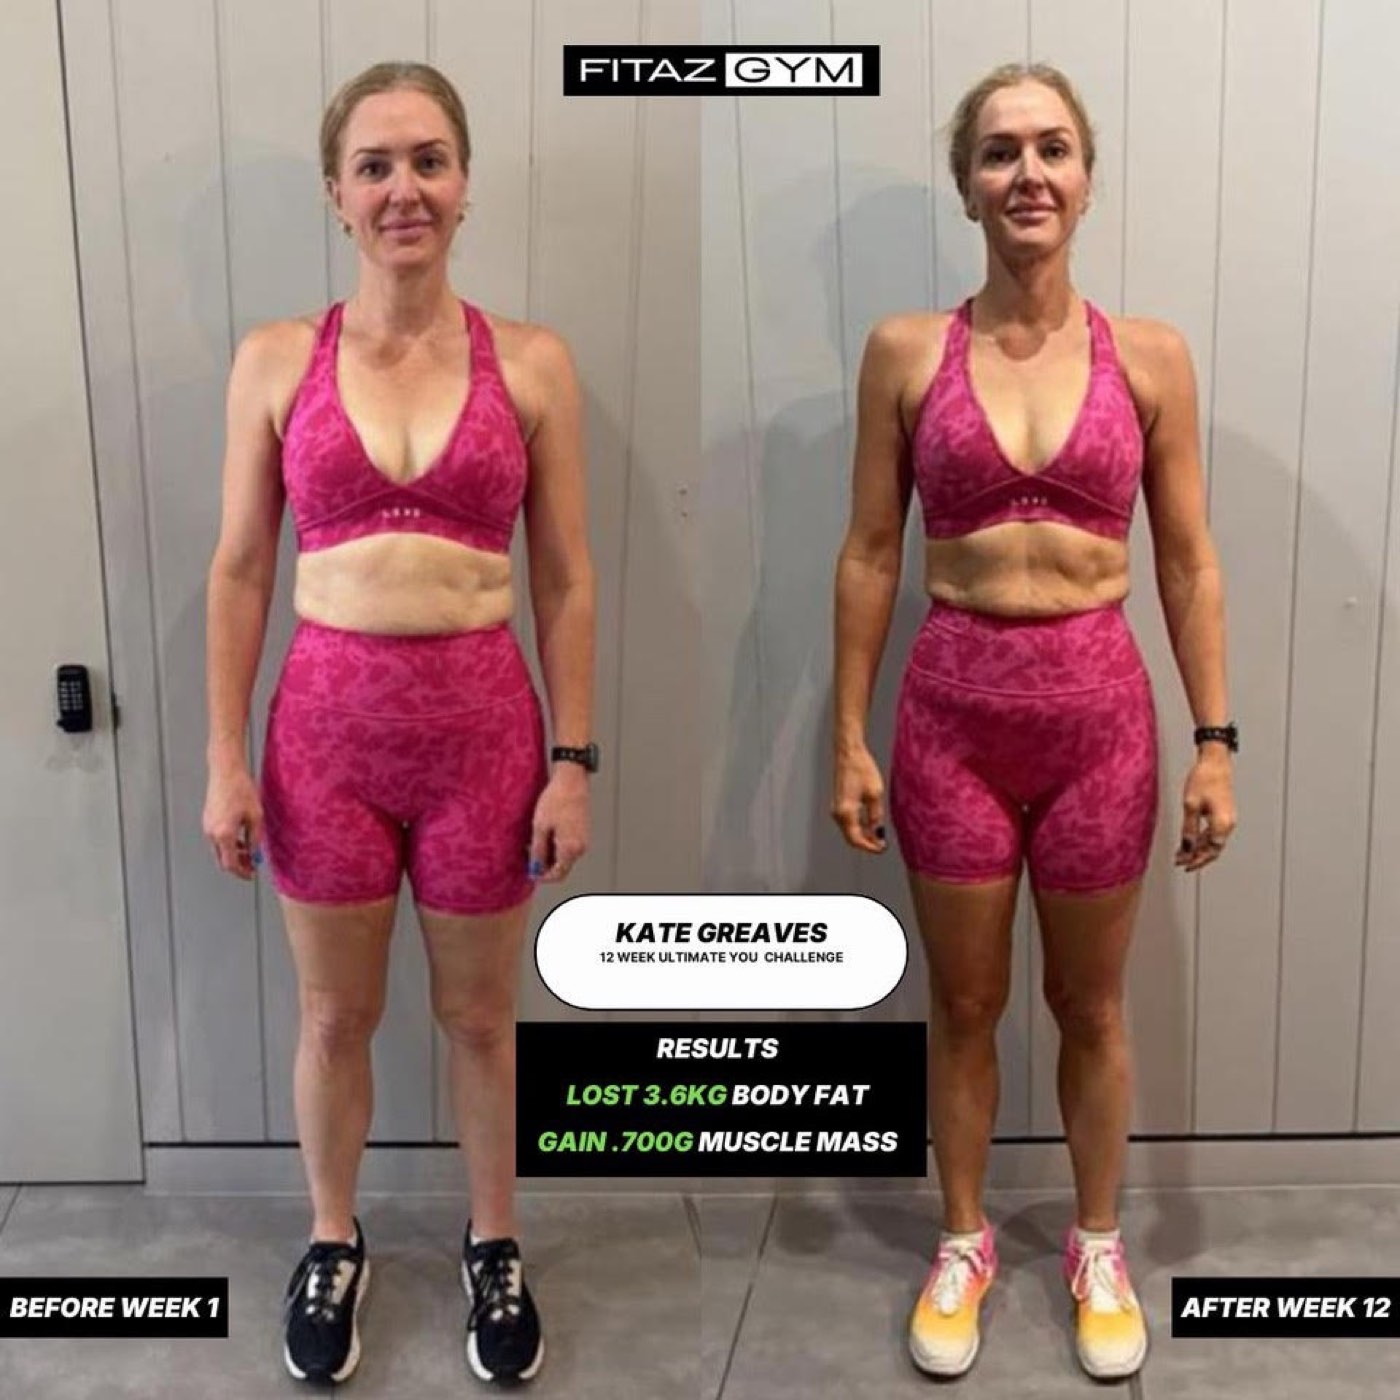 FITAZ GYM
KATE GREAVES
12 WEEK ULTIMATE YOU CHALLENGE
RESULTS
LOST 3.6KG BODY FAT
GAIN .700G MUSCLE MASS
BEFORE WEEK 1
AFTER WEEK 12